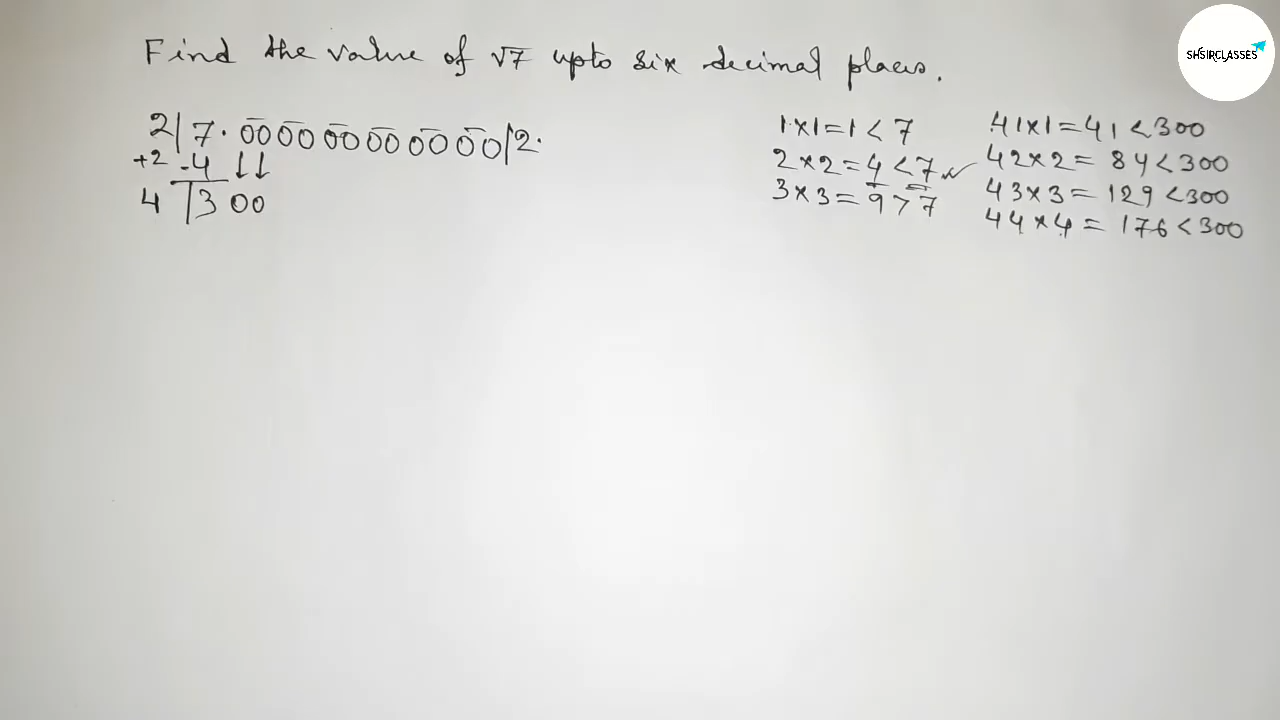 Find the value of √7 upto six decimal places.
SHSIRCLASSES
2| 7. 00 00 00 00 00 00 |2.
+2 -4 ↓↓
4 |3 00
1×1=1<7
2×2=4<7 ✓
3×3=9>7
41×1=41<300
42×2=84<300
43×3=129<300
44×4=176<300